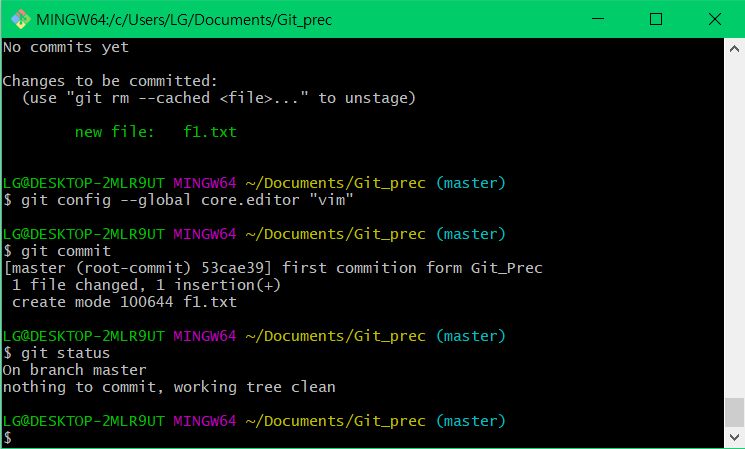 MINGW64:/c/Users/LG/Documents/Git_prec
No commits yet
Changes to be committed:
  (use "git rm --cached <file>..." to unstage)
        new file:   f1.txt
LG@DESKTOP-2MLR9UT MINGW64 ~/Documents/Git_prec (master)
$ git config --global core.editor "vim"
LG@DESKTOP-2MLR9UT MINGW64 ~/Documents/Git_prec (master)
$ git commit
[master (root-commit) 53cae39] first commition form Git_Prec
 1 file changed, 1 insertion(+)
 create mode 100644 f1.txt
LG@DESKTOP-2MLR9UT MINGW64 ~/Documents/Git_prec (master)
$ git status
On branch master
nothing to commit, working tree clean
LG@DESKTOP-2MLR9UT MINGW64 ~/Documents/Git_prec (master)
$